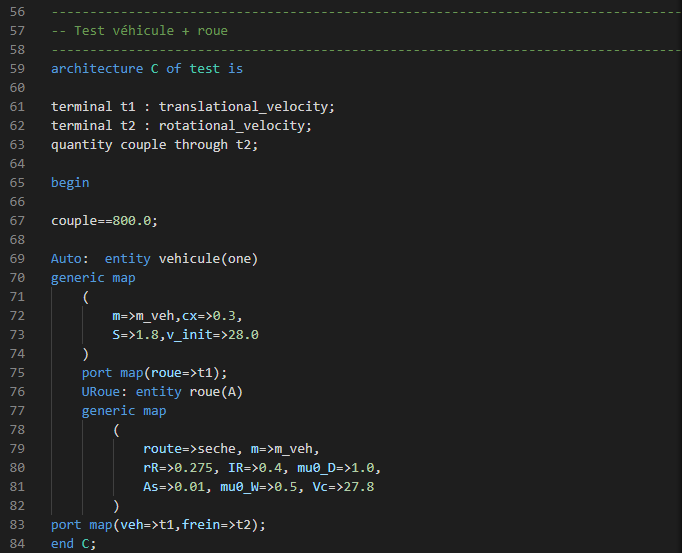 56 --------------------------------------------------------------------------------
57 -- Test véhicule + roue
58 --------------------------------------------------------------------------------
59 architecture C of test is
60
61 terminal t1 : translational_velocity;
62 terminal t2 : rotational_velocity;
63 quantity couple through t2;
64
65 begin
66
67 couple==800.0;
68
69 Auto:  entity vehicule(one)
70 generic map
71     (
72         m=>m_veh,cx=>0.3,
73         S=>1.8,v_init=>28.0
74     )
75     port map(roue=>t1);
76     URoue: entity roue(A)
77     generic map
78         (
79             route=>seche, m=>m_veh,
80             rR=>0.275, IR=>0.4, mu0_D=>1.0,
81             As=>0.01, mu0_W=>0.5, Vc=>27.8
82         )
83 port map(veh=>t1,frein=>t2);
84 end C;